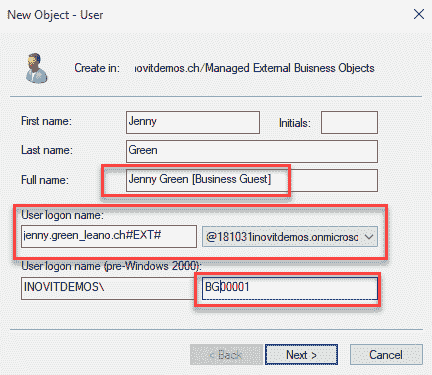 New Object - User
Create in: inovitdemos.ch/Managed External Buisness Objects
First name: Jenny Initials:
Last name: Green
Full name: Jenny Green [Business Guest]
User logon name:
jenny.green_leano.ch#EXT# @181031inovitdemos.onmicrosc
User logon name (pre-Windows 2000):
INOVITDEMOS\ BG00001
< Back Next > Cancel